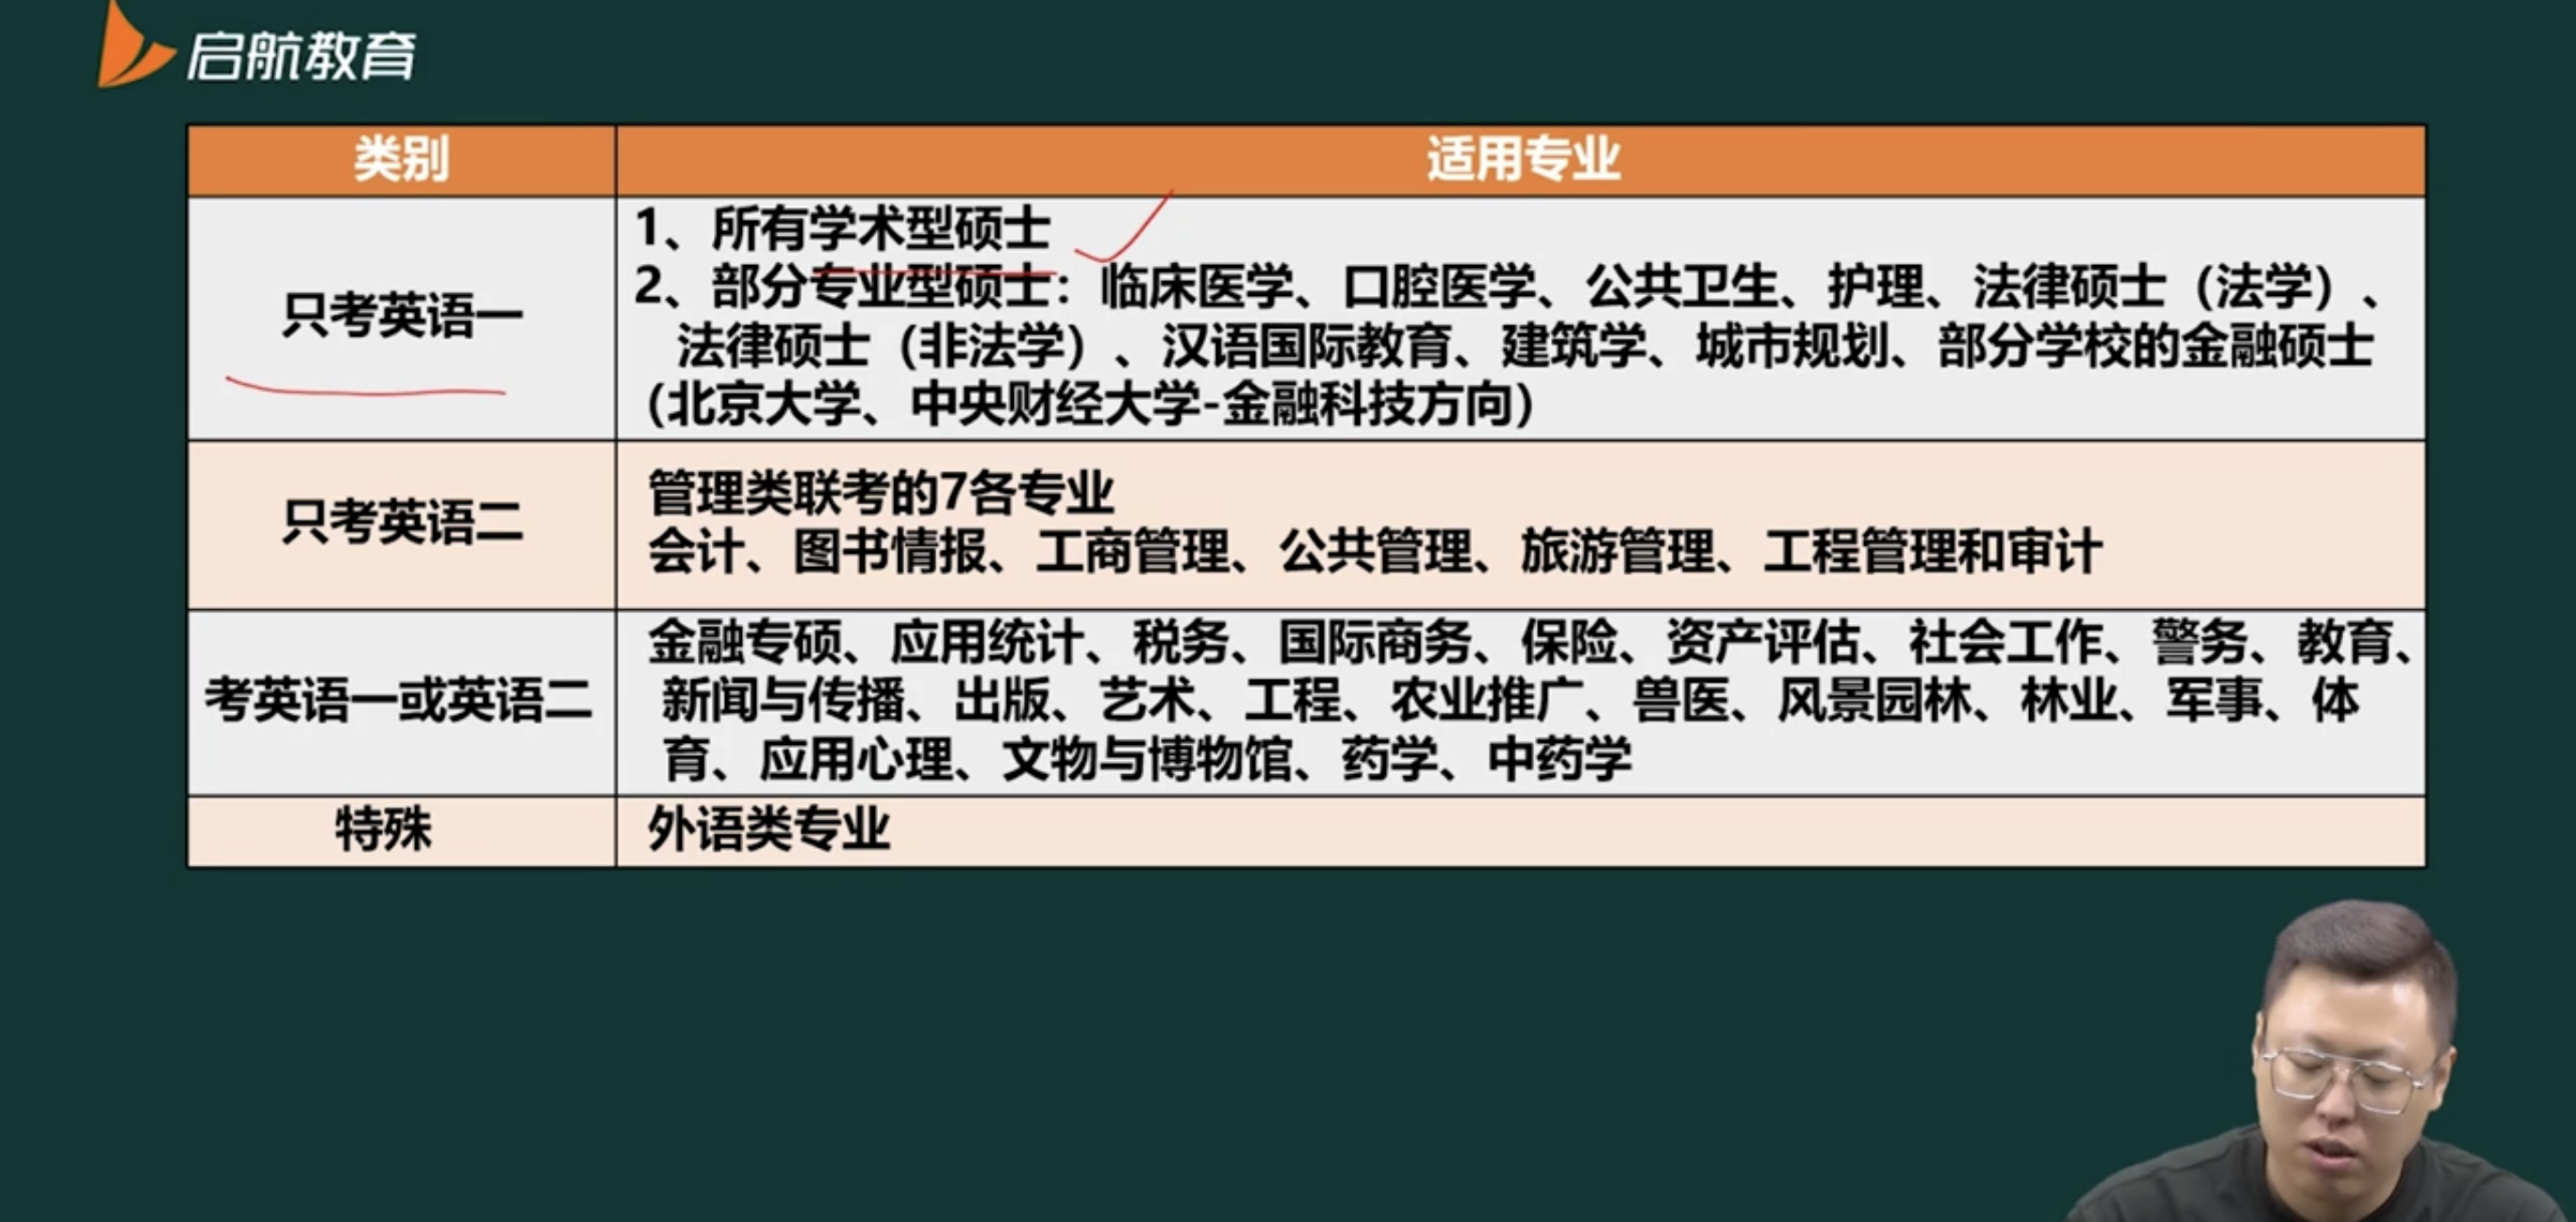 启航教育
类别
适用专业
只考英语一
1、所有学术型硕士
2、部分专业型硕士：临床医学、口腔医学、公共卫生、护理、法律硕士（法学）、
法律硕士（非法学）、汉语国际教育、建筑学、城市规划、部分学校的金融硕士
（北京大学、中央财经大学-金融科技方向）
只考英语二
管理类联考的7各专业
会计、图书情报、工商管理、公共管理、旅游管理、工程管理和审计
考英语一或英语二
金融专硕、应用统计、税务、国际商务、保险、资产评估、社会工作、警务、教育、
新闻与传播、出版、艺术、工程、农业推广、兽医、风景园林、林业、军事、体
育、应用心理、文物与博物馆、药学、中药学
特殊
外语类专业